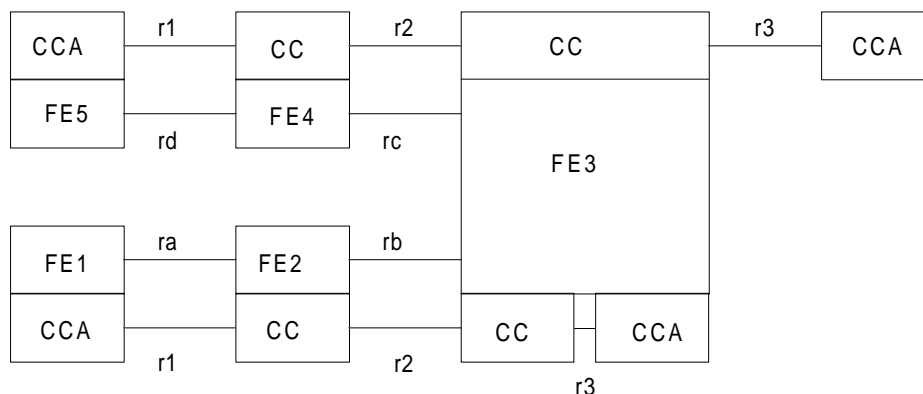 r1 r2 r3
CCA CC CC CCA
FE5 FE4
rd rc
FE3
ra rb
FE1 FE2
CCA CC CC CCA
r1 r2
r3